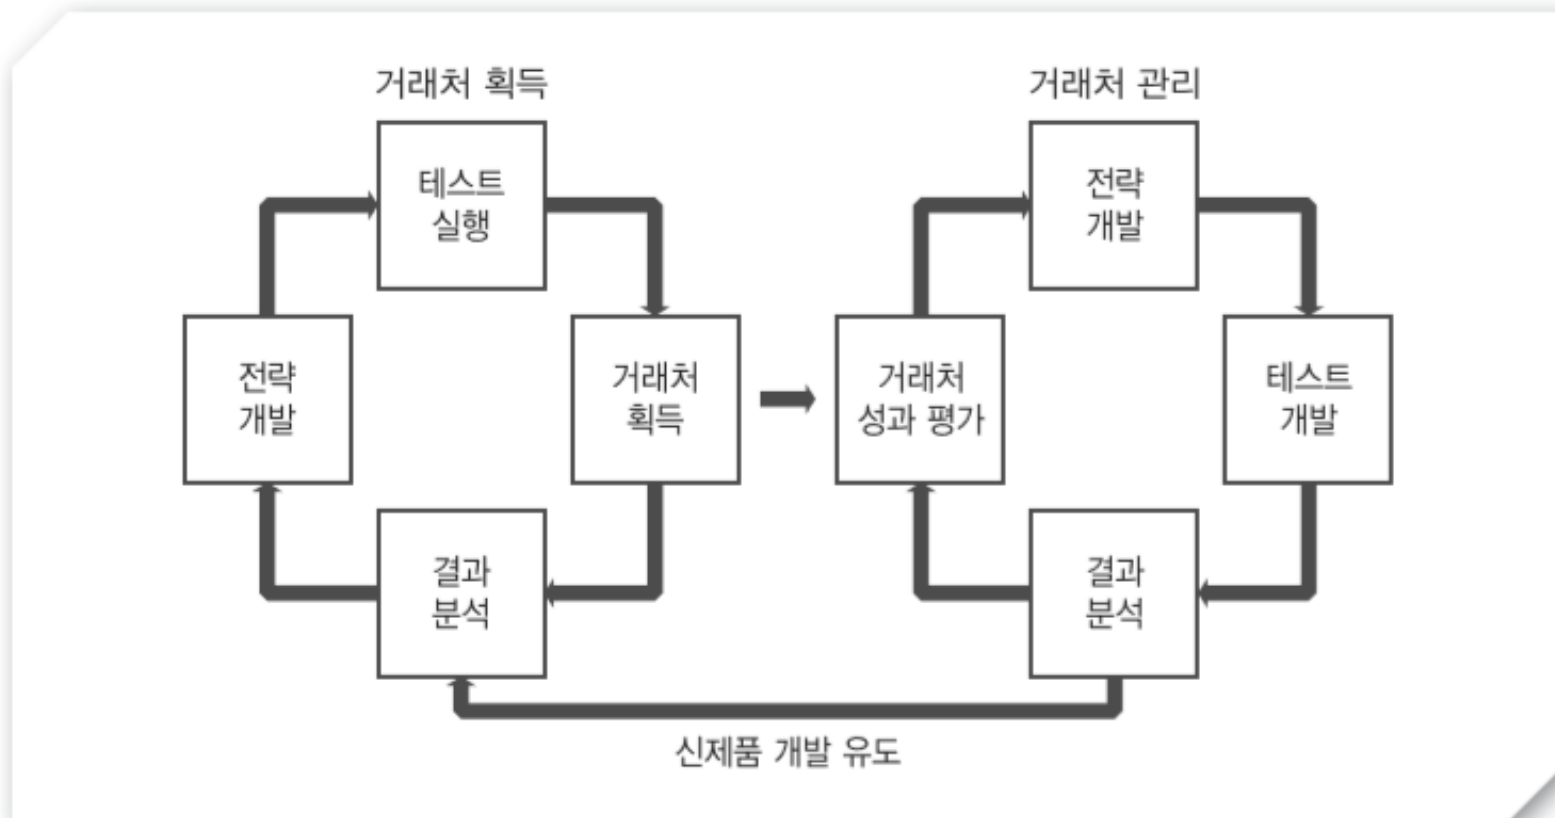 거래처 획득
거래처 관리
테스트
실행
전략
개발
전략
개발
거래처
획득
거래처
성과 평가
테스트
개발
결과
분석
결과
분석
신제품 개발 유도